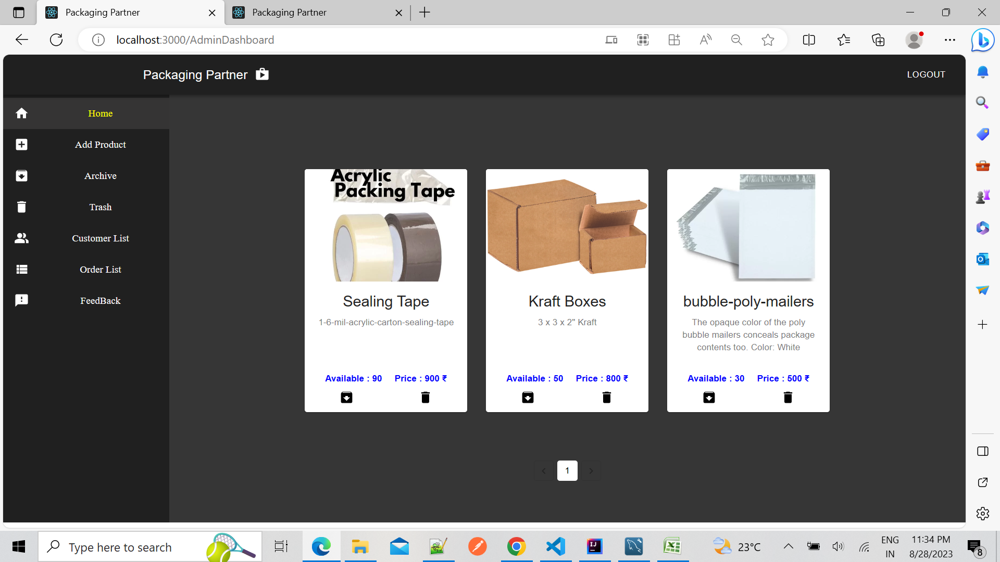 Packaging Partner
Packaging Partner
localhost:3000/AdminDashboard
Packaging Partner
LOGOUT
Home
Add Product
Archive
Trash
Customer List
Order List
FeedBack
Acrylic
Packing Tape
Sealing Tape
1-6-mil-acrylic-carton-sealing-tape
Available : 90 Price : 900 ₹
Kraft Boxes
3 x 3 x 2" Kraft
Available : 50 Price : 800 ₹
bubble-poly-mailers
The opaque color of the poly
bubble mailers conceals package
contents too. Color: White
Available : 30 Price : 500 ₹
1
Type here to search
23°C
ENG
IN
11:34 PM
8/28/2023
8